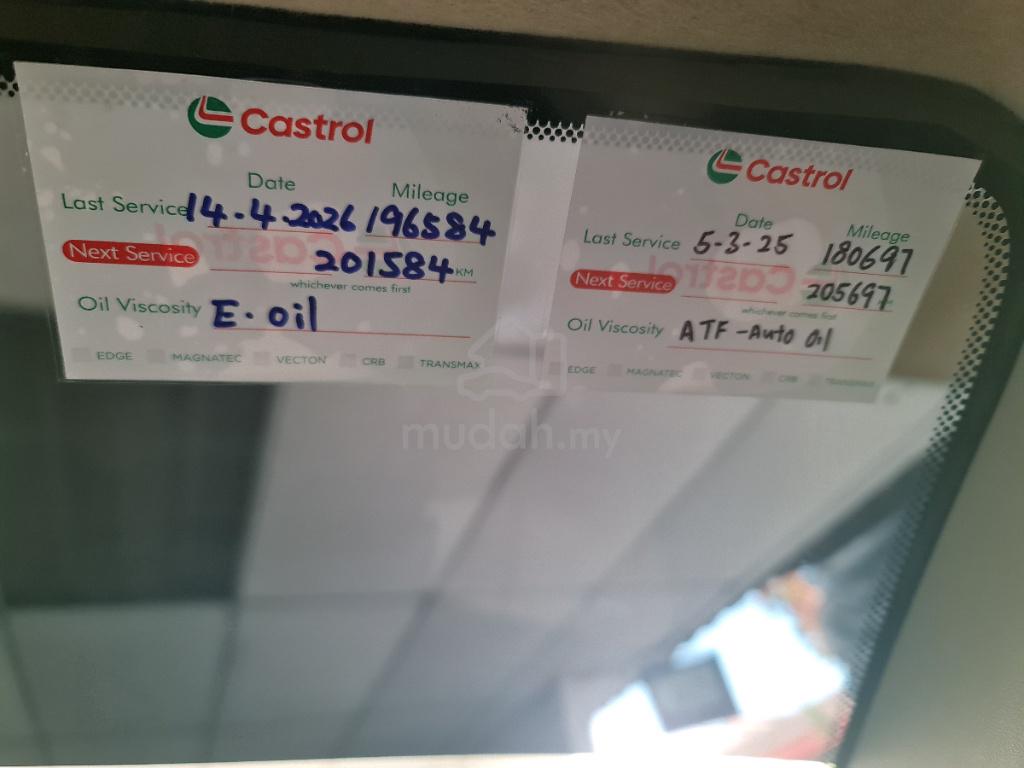 Castrol
Date Mileage
Last Service 14-4-2026 196584
Next Service 201584 KM
whichever comes first
Oil Viscosity E. oil
EDGE MAGNATEC VECTON CRB TRANSMAX
Castrol
Date Mileage
Last Service 5-3-25 180697
Next Service 205697
whichever comes first
Oil Viscosity ATF - Auto Oil
EDGE MAGNATEC VECTON CRB TRANSMAX
mudah.my